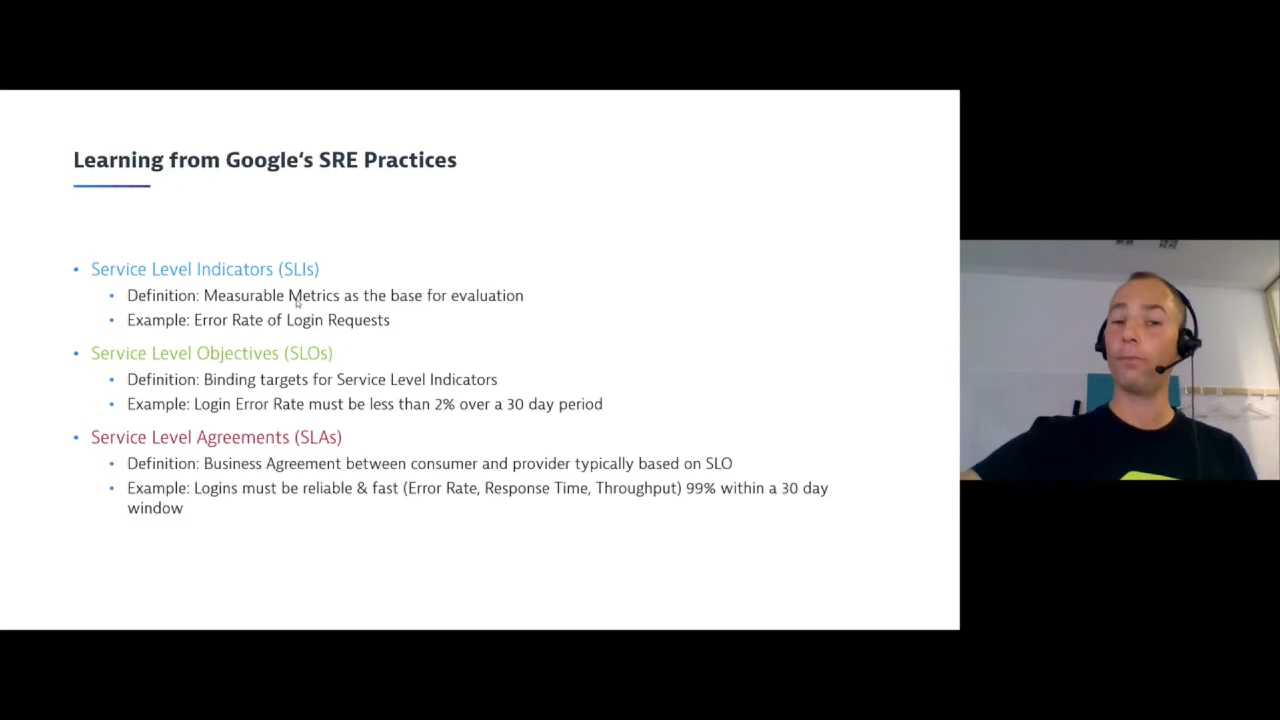 Learning from Google‘s SRE Practices
• Service Level Indicators (SLIs)
• Definition: Measurable Metrics as the base for evaluation
• Example: Error Rate of Login Requests
• Service Level Objectives (SLOs)
• Definition: Binding targets for Service Level Indicators
• Example: Login Error Rate must be less than 2% over a 30 day period
• Service Level Agreements (SLAs)
• Definition: Business Agreement between consumer and provider typically based on SLO
• Example: Logins must be reliable & fast (Error Rate, Response Time, Throughput) 99% within a 30 day
window